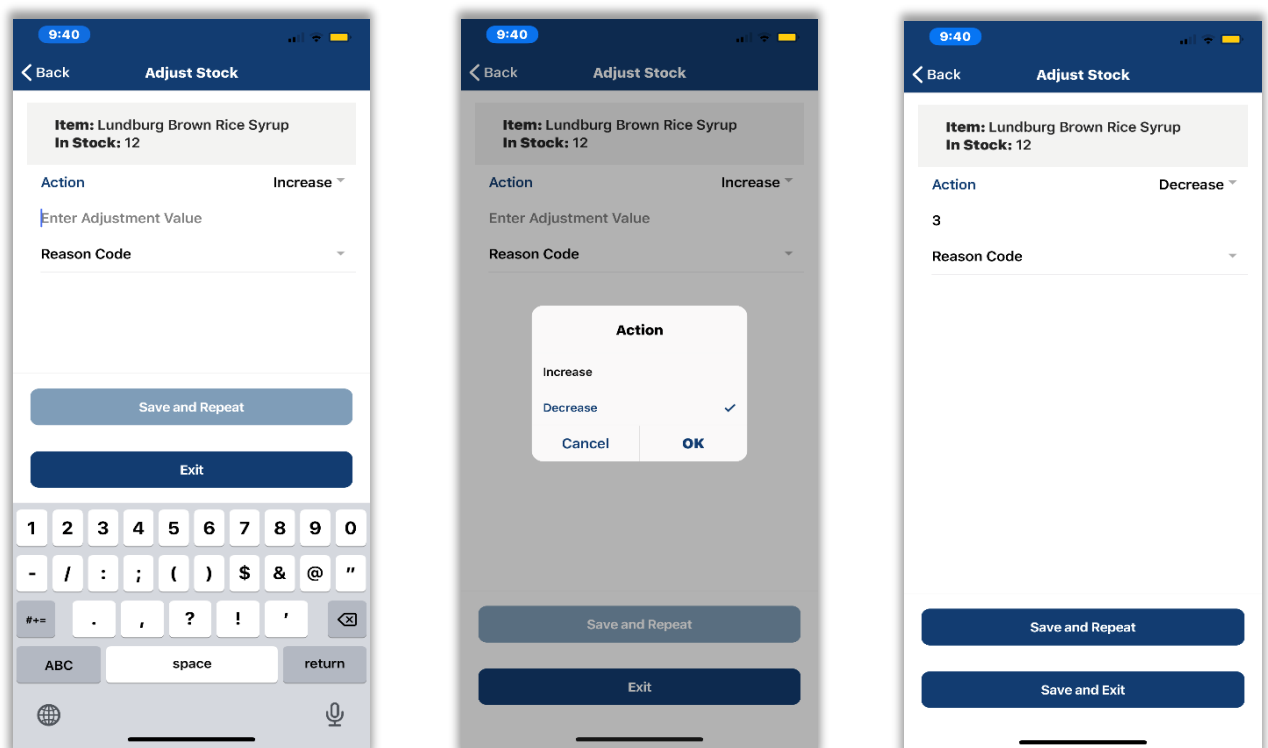 9:40
Back
Adjust Stock
Item: Lundburg Brown Rice Syrup
In Stock: 12
Action
Increase
Enter Adjustment Value
Reason Code
Save and Repeat
Exit
1 2 3 4 5 6 7 8 9 0
- / : ; ( ) $ & @ "
#+= . , ? ! '
ABC space return
9:40
Back
Adjust Stock
Item: Lundburg Brown Rice Syrup
In Stock: 12
Action
Increase
Enter Adjustment Value
Reason Code
Action
Increase
Decrease
Cancel
OK
Save and Repeat
Exit
9:40
Back
Adjust Stock
Item: Lundburg Brown Rice Syrup
In Stock: 12
Action
Decrease
3
Reason Code
Save and Repeat
Save and Exit